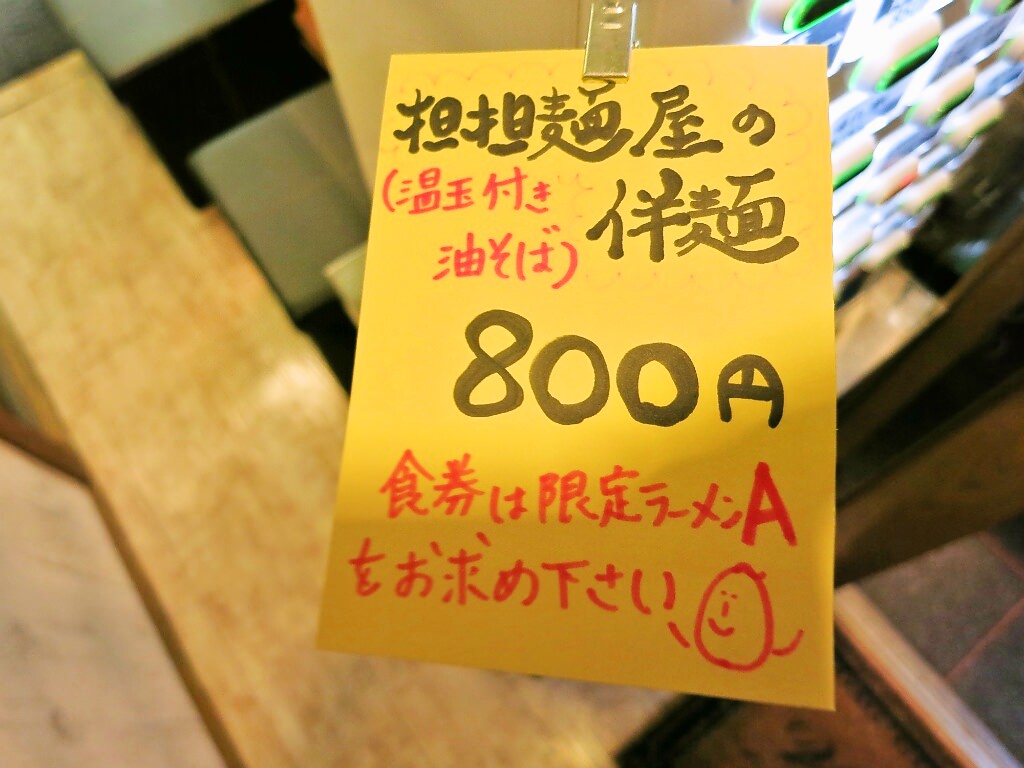 担担麺屋の
伴麺
(温玉付き
油そば)
800円
食券は限定ラーメンA
をお求め下さい